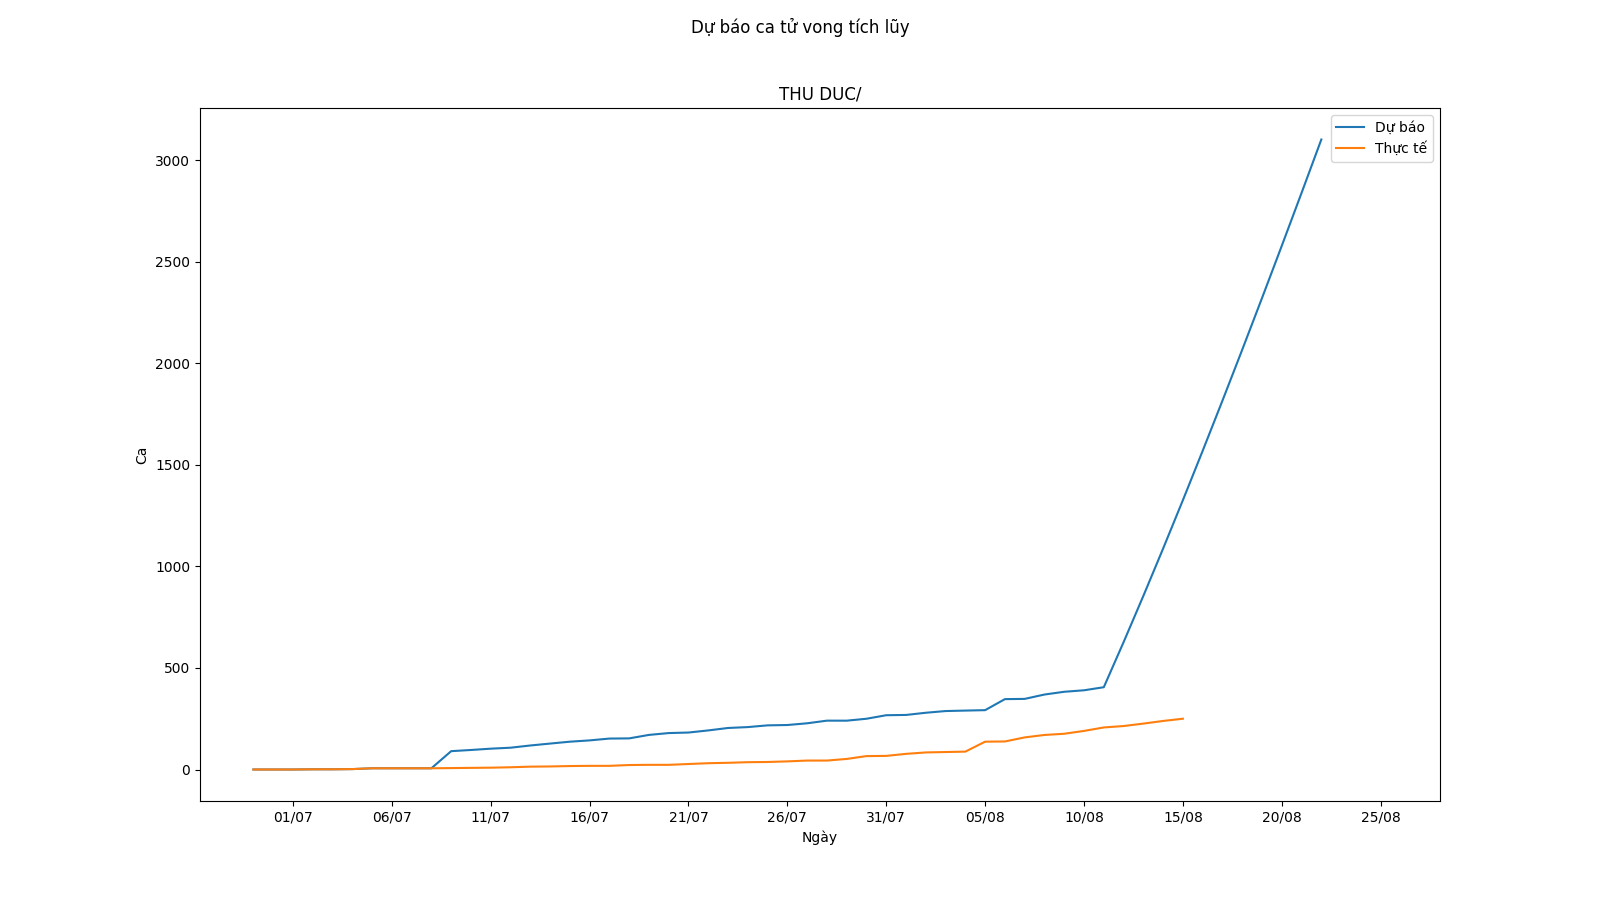 Dự báo ca tử vong tích lũy
THU DUC/
Dự báo
Thực tế
3000
2500
2000
1500
1000
500
0
Ca
01/07 06/07 11/07 16/07 21/07 26/07 31/07 05/08 10/08 15/08 20/08 25/08
Ngày